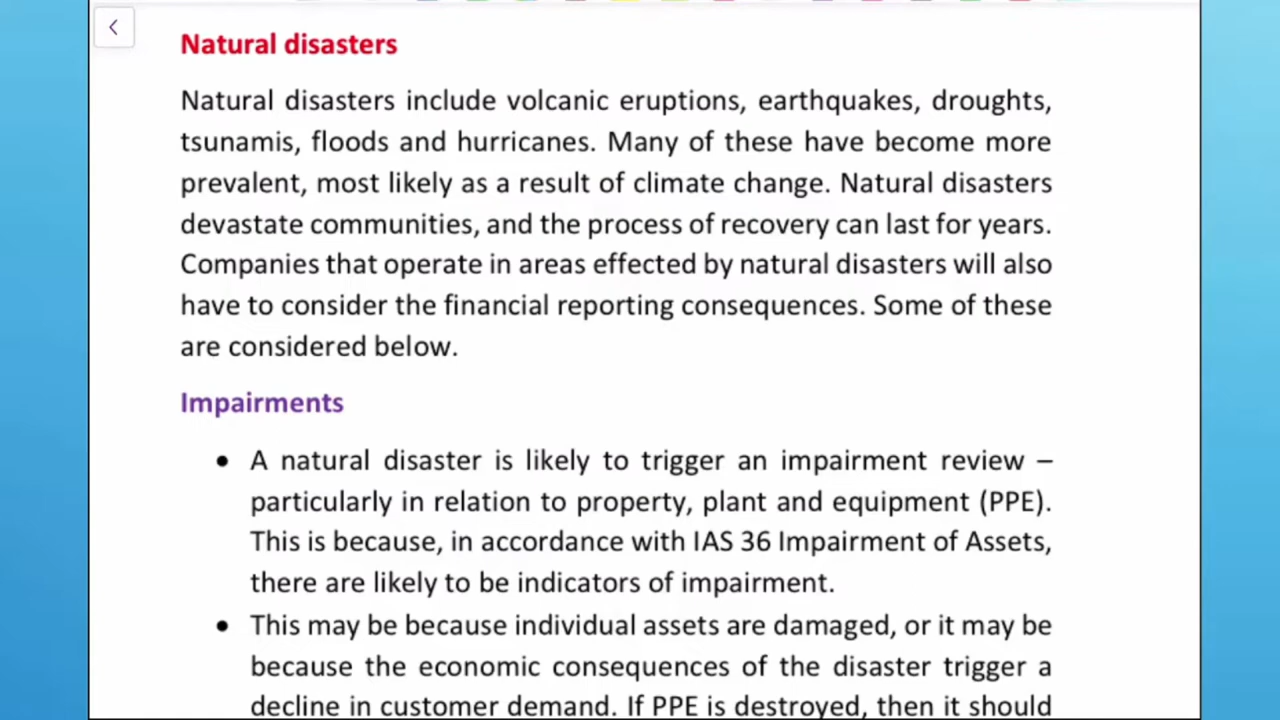 Natural disasters
Natural disasters include volcanic eruptions, earthquakes, droughts,
tsunamis, floods and hurricanes. Many of these have become more
prevalent, most likely as a result of climate change. Natural disasters
devastate communities, and the process of recovery can last for years.
Companies that operate in areas effected by natural disasters will also
have to consider the financial reporting consequences. Some of these
are considered below.
Impairments
• A natural disaster is likely to trigger an impairment review –
particularly in relation to property, plant and equipment (PPE).
This is because, in accordance with IAS 36 Impairment of Assets,
there are likely to be indicators of impairment.
• This may be because individual assets are damaged, or it may be
because the economic consequences of the disaster trigger a
decline in customer demand. If PPE is destroyed, then it should